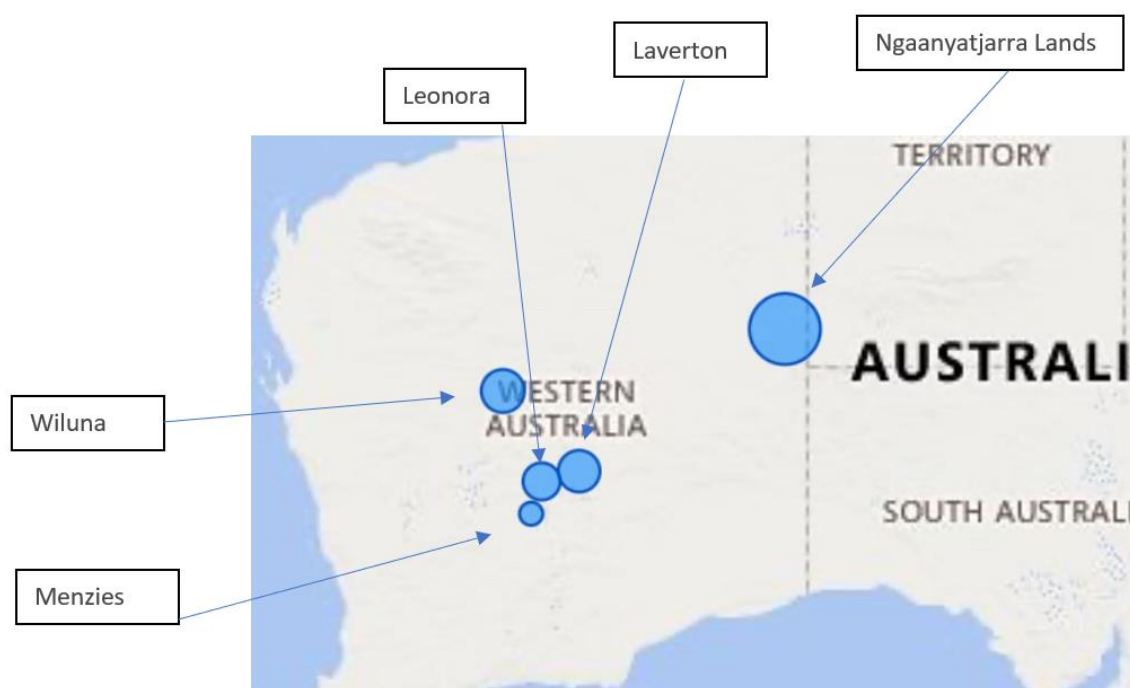 Ngaanyatjarra Lands
Laverton
Leonora
TERRITORY
AUSTRALI
WESTERN
AUSTRALIA
Wiluna
SOUTH AUSTRALI
Menzies